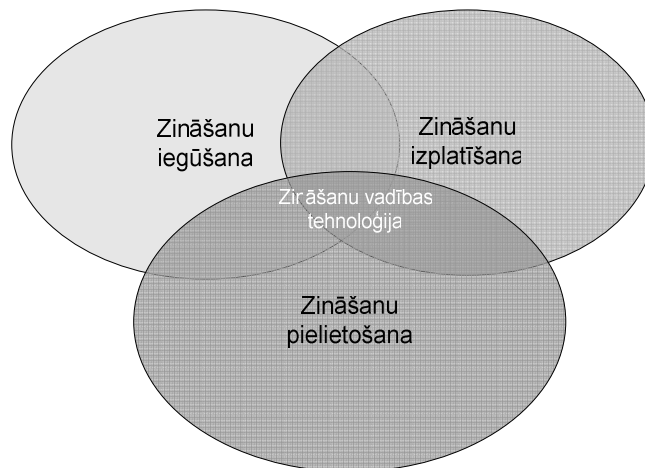 Zināšanu
iegūšana
Zināšanu
izplatīšana
Zināšanu vadības
tehnoloģija
Zināšanu
pielietošana